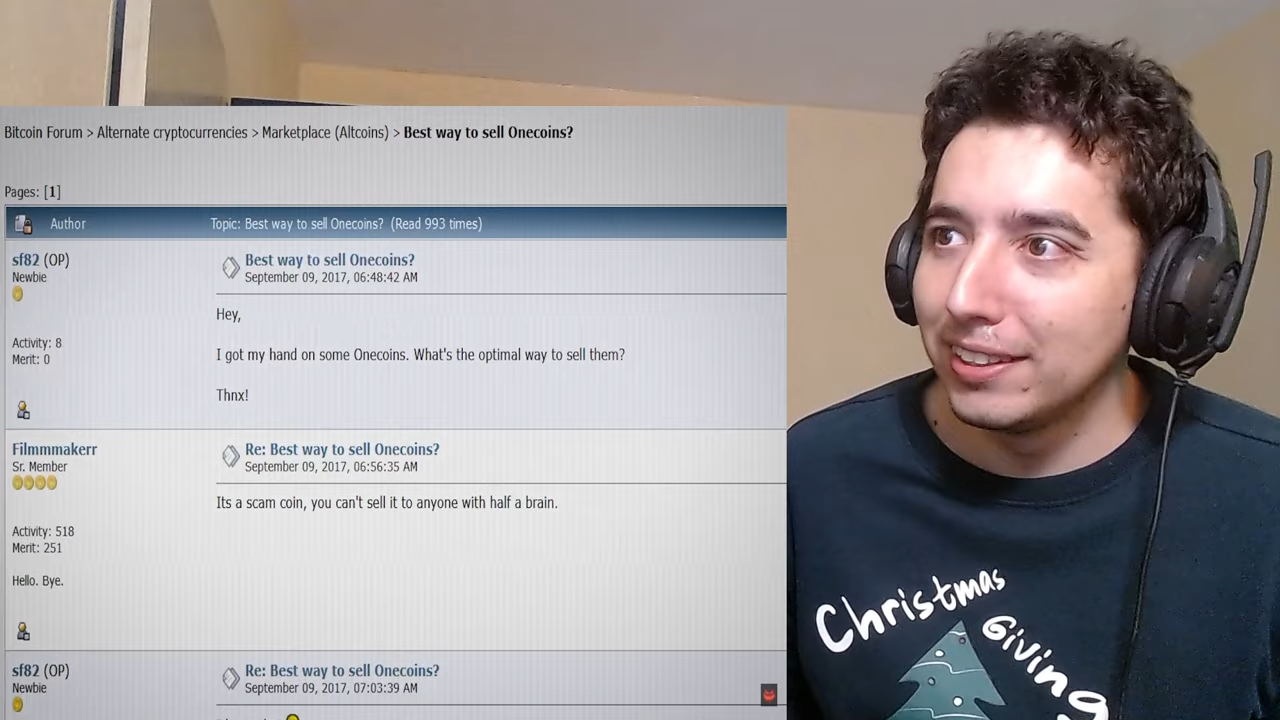 Bitcoin Forum > Alternate cryptocurrencies > Marketplace (Altcoins) > Best way to sell Onecoins?
Pages: [1]
Author Topic: Best way to sell Onecoins? (Read 993 times)
sf82 (OP)
Newbie
Activity: 8
Merit: 0
Best way to sell Onecoins?
September 09, 2017, 06:48:42 AM
Hey,
I got my hand on some Onecoins. What's the optimal way to sell them?
Thnx!
Filmmmakerr
Sr. Member
Activity: 518
Merit: 251
Hello. Bye.
Re: Best way to sell Onecoins?
September 09, 2017, 06:56:35 AM
Its a scam coin, you can't sell it to anyone with half a brain.
sf82 (OP)
Newbie
Re: Best way to sell Onecoins?
September 09, 2017, 07:03:39 AM
Christmas
Giving